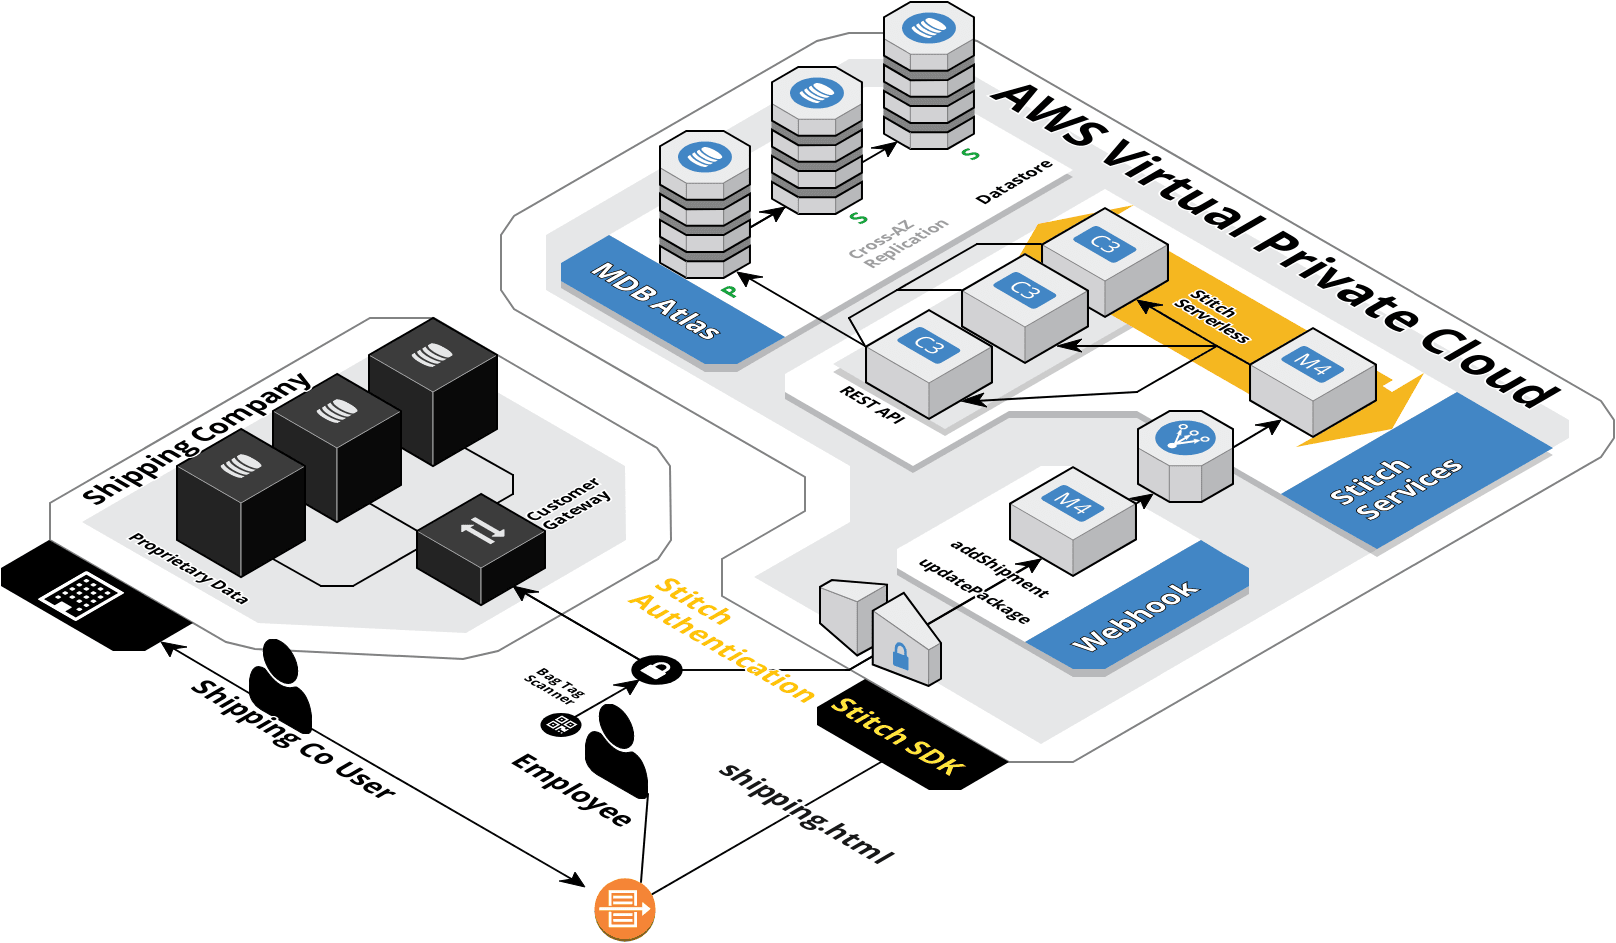 AWS Virtual Private Cloud
S
S
P
Datastore
Cross-AZ
Replication
MDB Atlas
C3
C3
C3
Stitch
Serverless
M4
REST API
Stitch
Services
M4
addShipment
updatePackage
Webhook
Shipping Company
Customer
Gateway
Proprietary Data
Stitch
Authentication
Bag Tag
Scanner
Stitch SDK
Shipping Co User
Employee
shipping.html